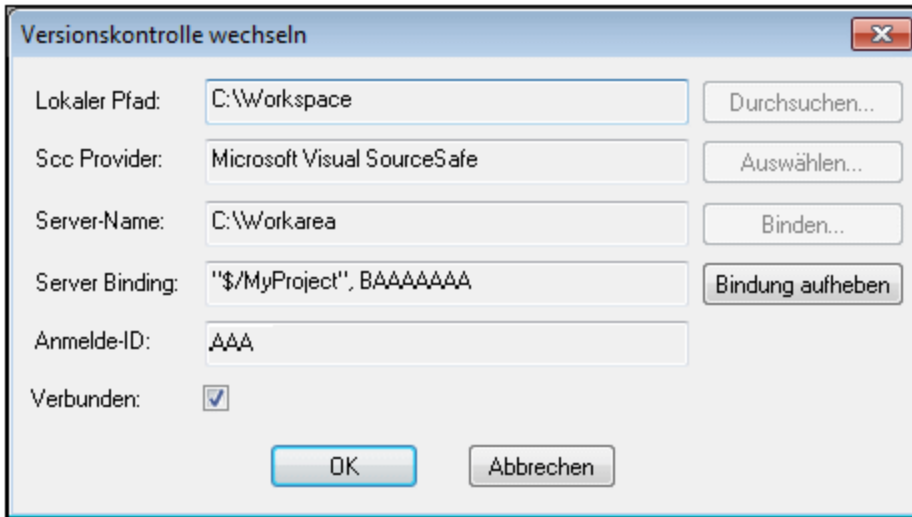 Versionskontrolle wechseln
Lokaler Pfad: C:\Workspace Durchsuchen...
Scc Provider: Microsoft Visual SourceSafe Auswählen...
Server-Name: C:\Workarea Binden...
Server Binding: "$/MyProject", BAAAAAAA Bindung aufheben
Anmelde-ID: AAA
Verbunden:
OK Abbrechen